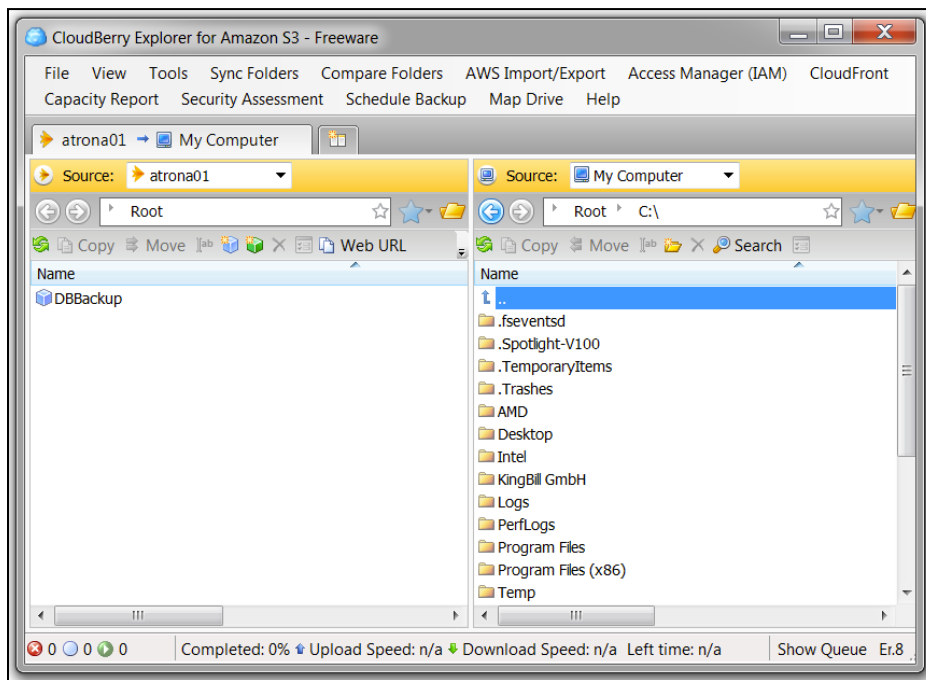 CloudBerry Explorer for Amazon S3 - Freeware
File View Tools Sync Folders Compare Folders AWS Import/Export Access Manager (IAM) CloudFront
Capacity Report Security Assessment Schedule Backup Map Drive Help
atrona01 → My Computer
Source: atrona01
Root
Copy Move Web URL
Name
DBBackup
Source: My Computer
Root C:\
Copy Move Search
Name
..
.fseventsd
.Spotlight-V100
.TemporaryItems
.Trashes
AMD
Desktop
Intel
KingBill GmbH
Logs
PerfLogs
Program Files
Program Files (x86)
Temp
0 0 0 Completed: 0% Upload Speed: n/a Download Speed: n/a Left time: n/a Show Queue Er.8